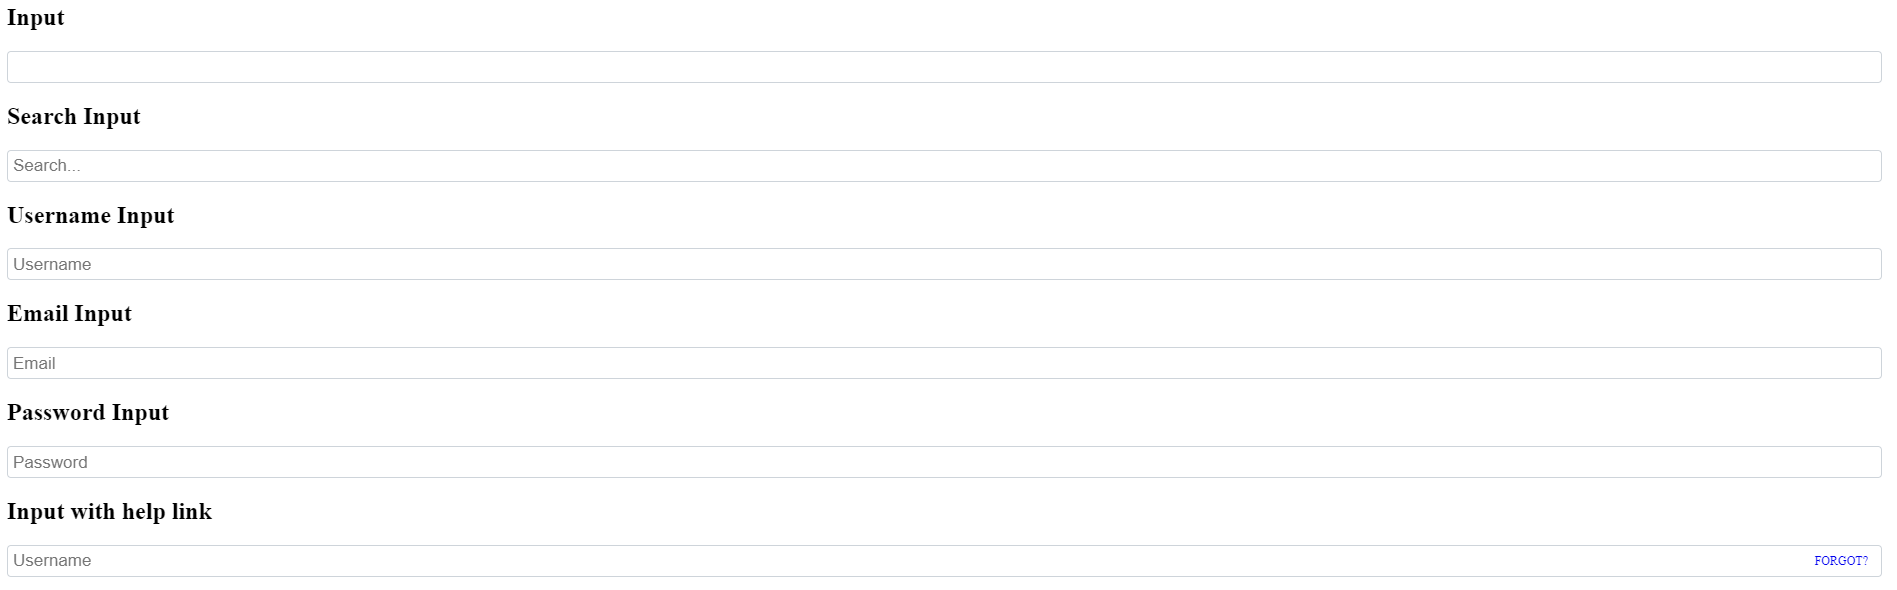 Input
Search Input
Search...
Username Input
Username
Email Input
Email
Password Input
Password
Input with help link
Username FORGOT?